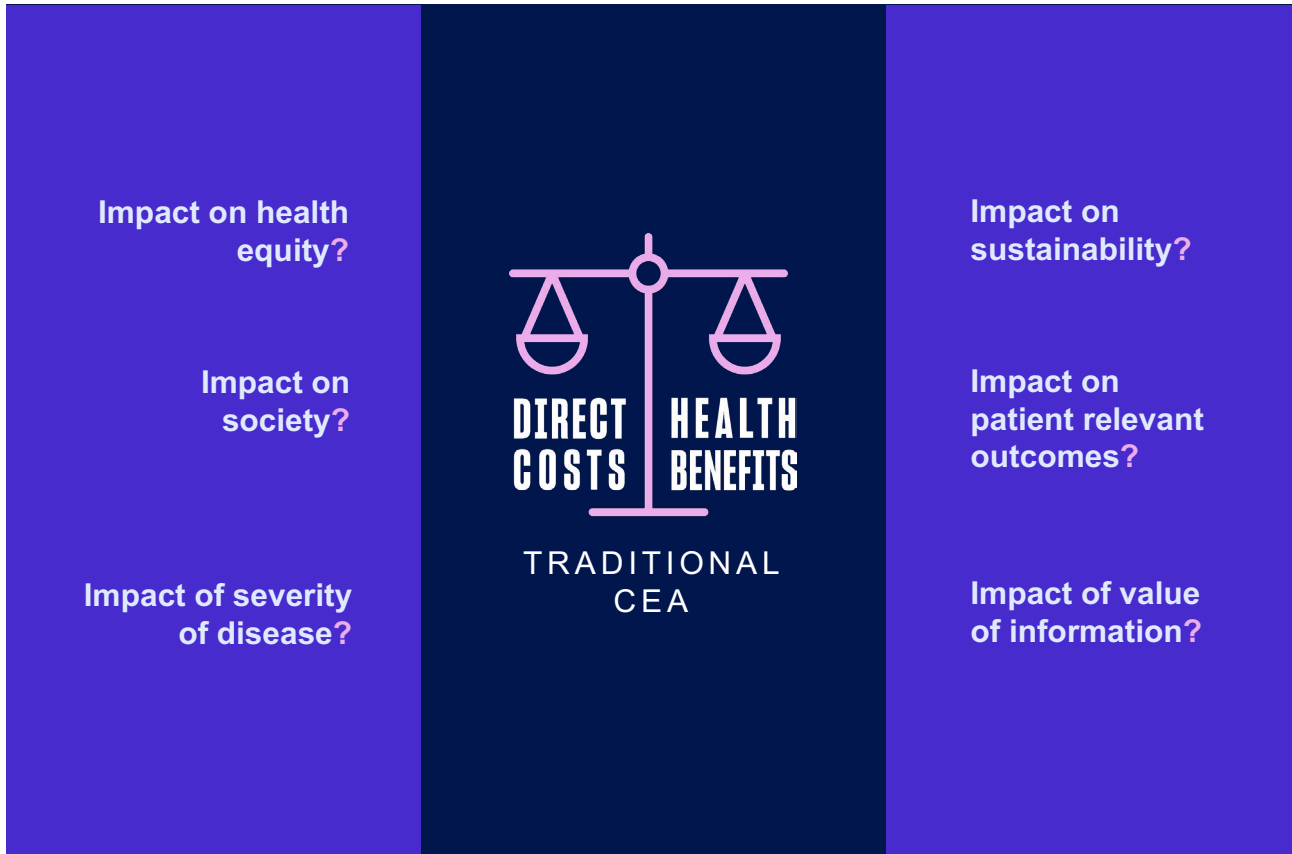 Impact on health
equity?
Impact on
society?
Impact of severity
of disease?
DIRECT
COSTS
HEALTH
BENEFITS
TRADITIONAL
CEA
Impact on
sustainability?
Impact on
patient relevant
outcomes?
Impact of value
of information?